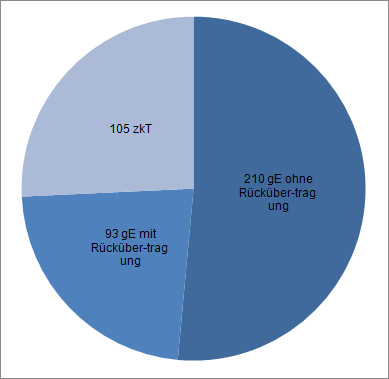 105 zkT
210 gE ohne
Rücküber-trag
ung
93 gE mit
Rücküber-trag
ung